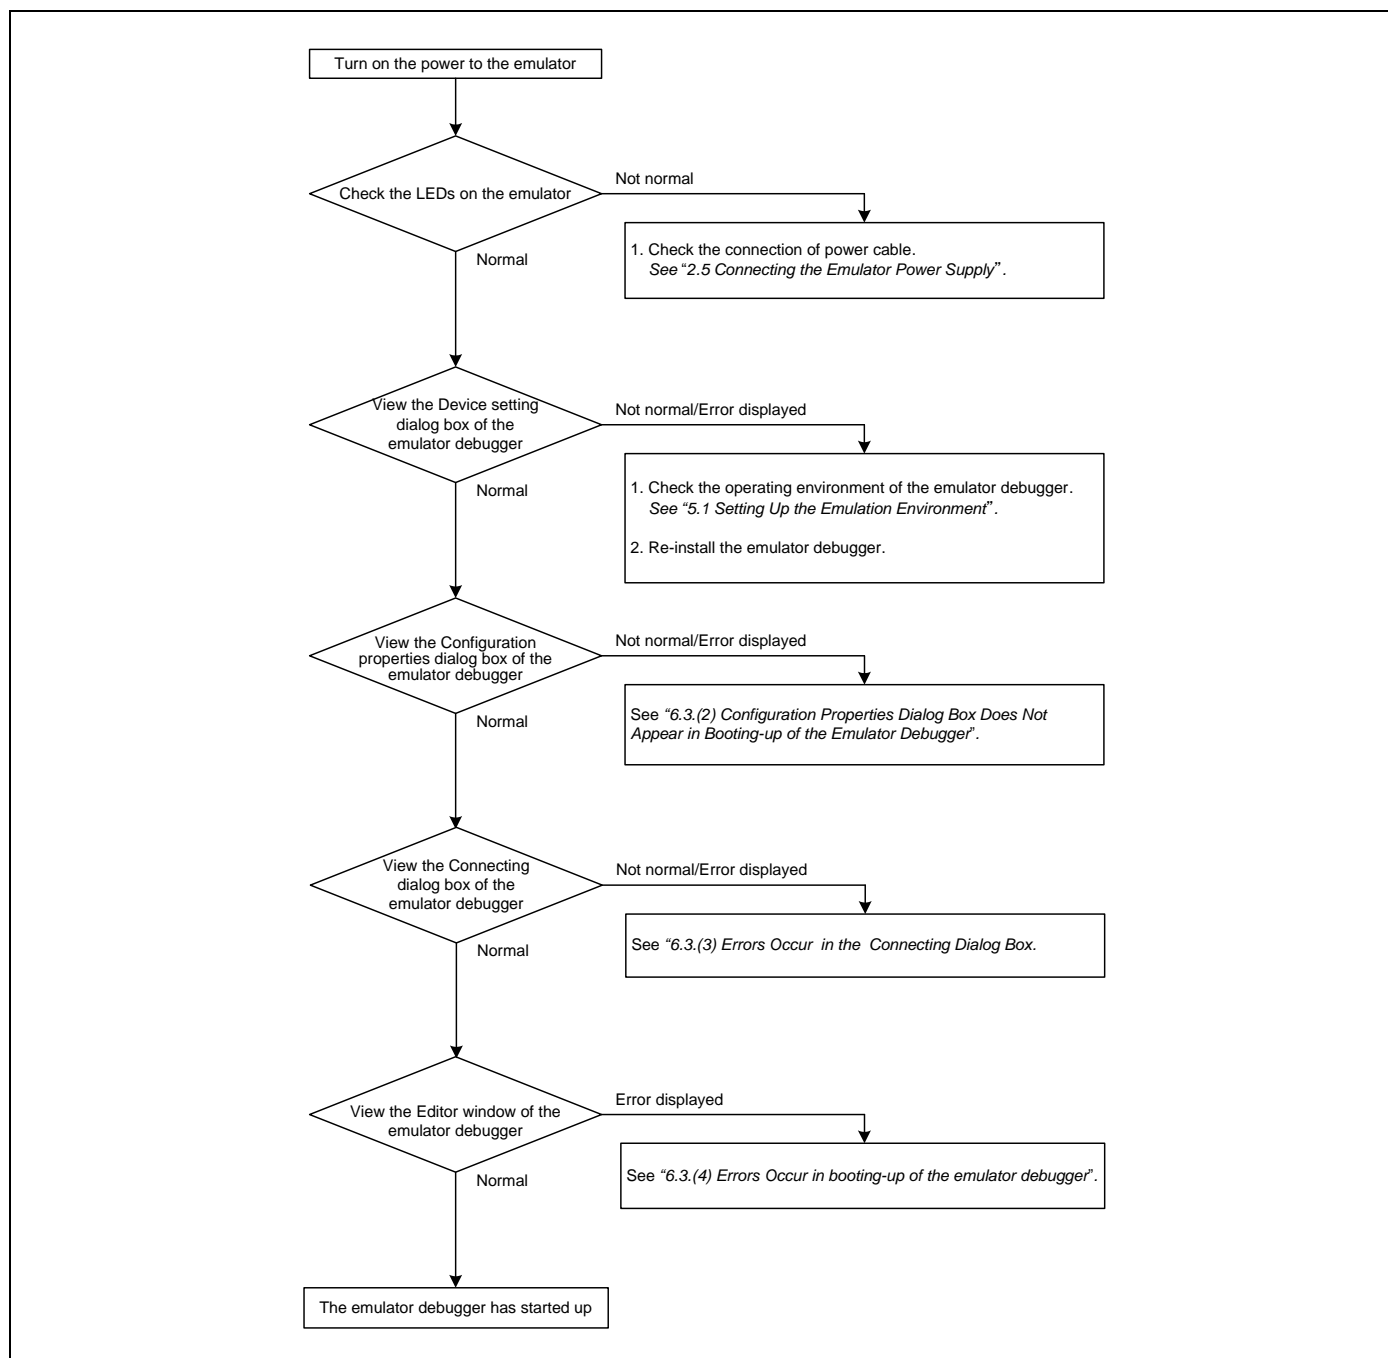 Turn on the power to the emulator
Check the LEDs on the emulator
Not normal
1. Check the connection of power cable.
See “2.5 Connecting the Emulator Power Supply”.
Normal
View the Device setting
dialog box of the
emulator debugger
Not normal/Error displayed
1. Check the operating environment of the emulator debugger.
See “5.1 Setting Up the Emulation Environment”.
2. Re-install the emulator debugger.
Normal
View the Configuration
properties dialog box of the
emulator debugger
Not normal/Error displayed
See “6.3.(2) Configuration Properties Dialog Box Does Not
Appear in Booting-up of the Emulator Debugger”.
Normal
View the Connecting
dialog box of the
emulator debugger
Not normal/Error displayed
See “6.3.(3) Errors Occur in the Connecting Dialog Box.
Normal
View the Editor window of the
emulator debugger
Error displayed
See “6.3.(4) Errors Occur in booting-up of the emulator debugger”.
Normal
The emulator debugger has started up